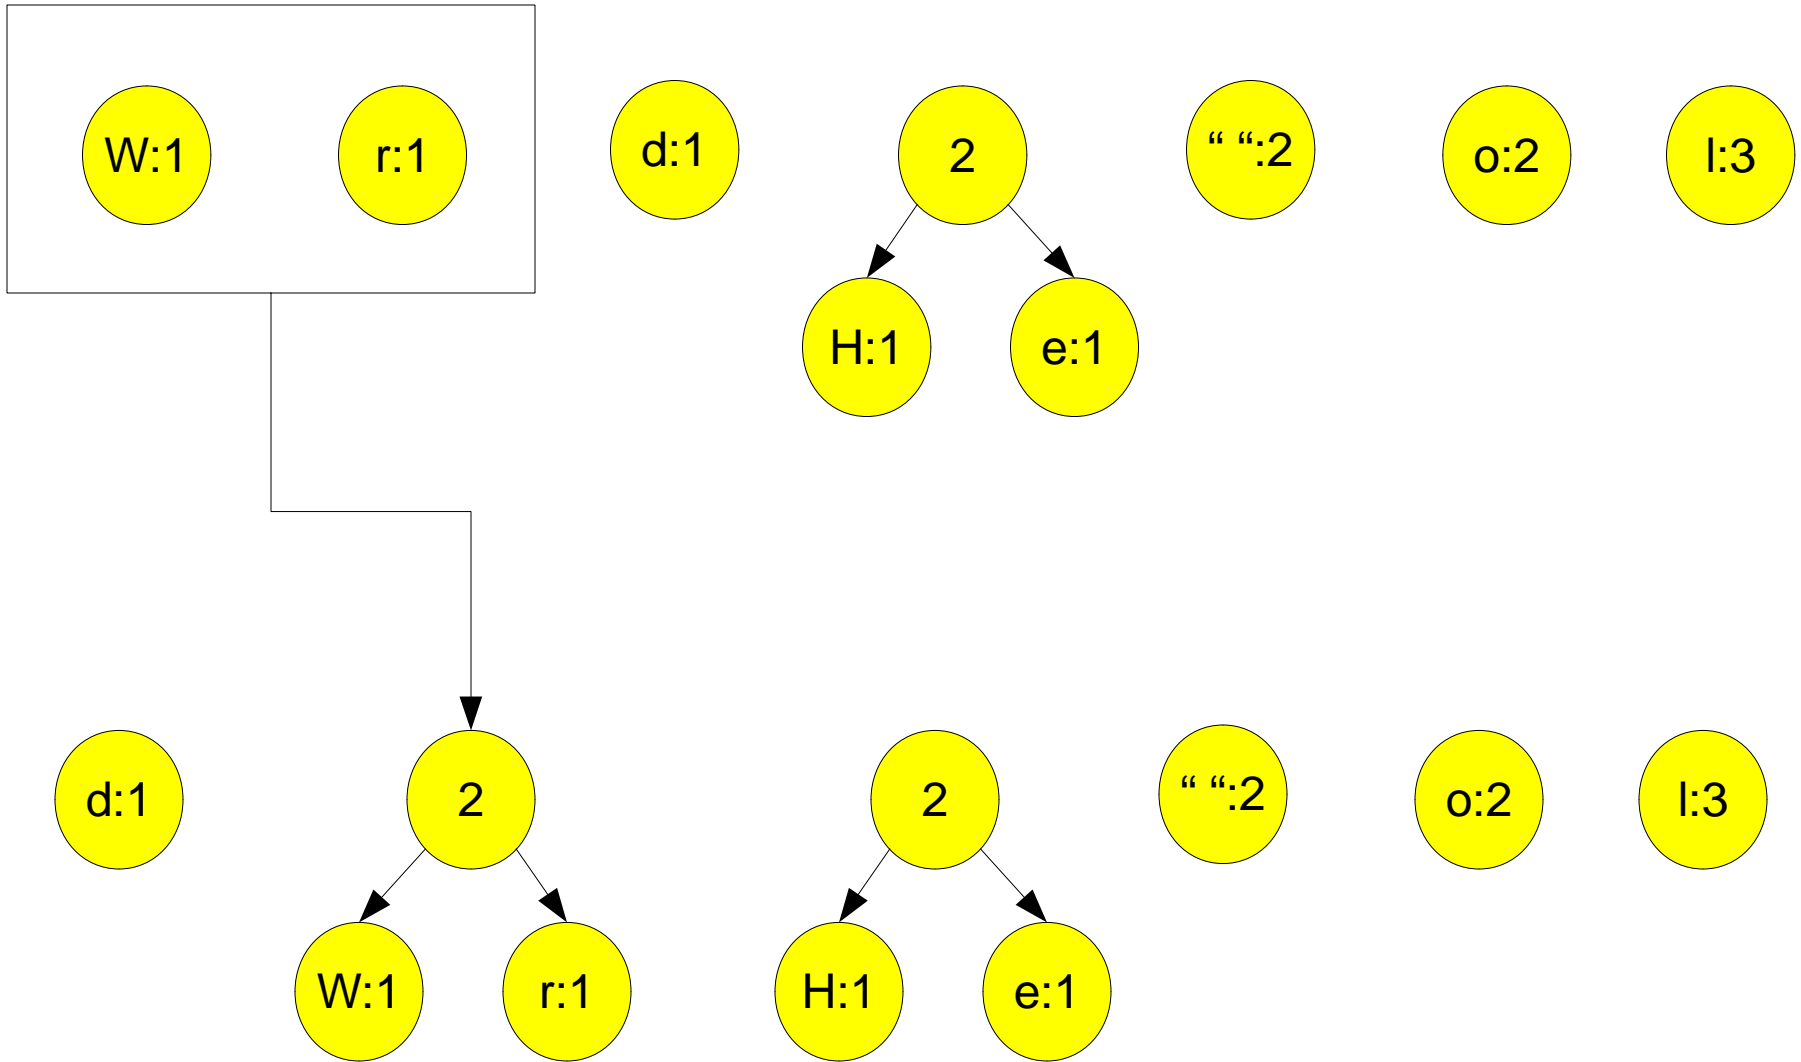 W:1 r:1 d:1 2 “ “:2 o:2 l:3
H:1 e:1
d:1 2 2 “ “:2 o:2 l:3
W:1 r:1 H:1 e:1